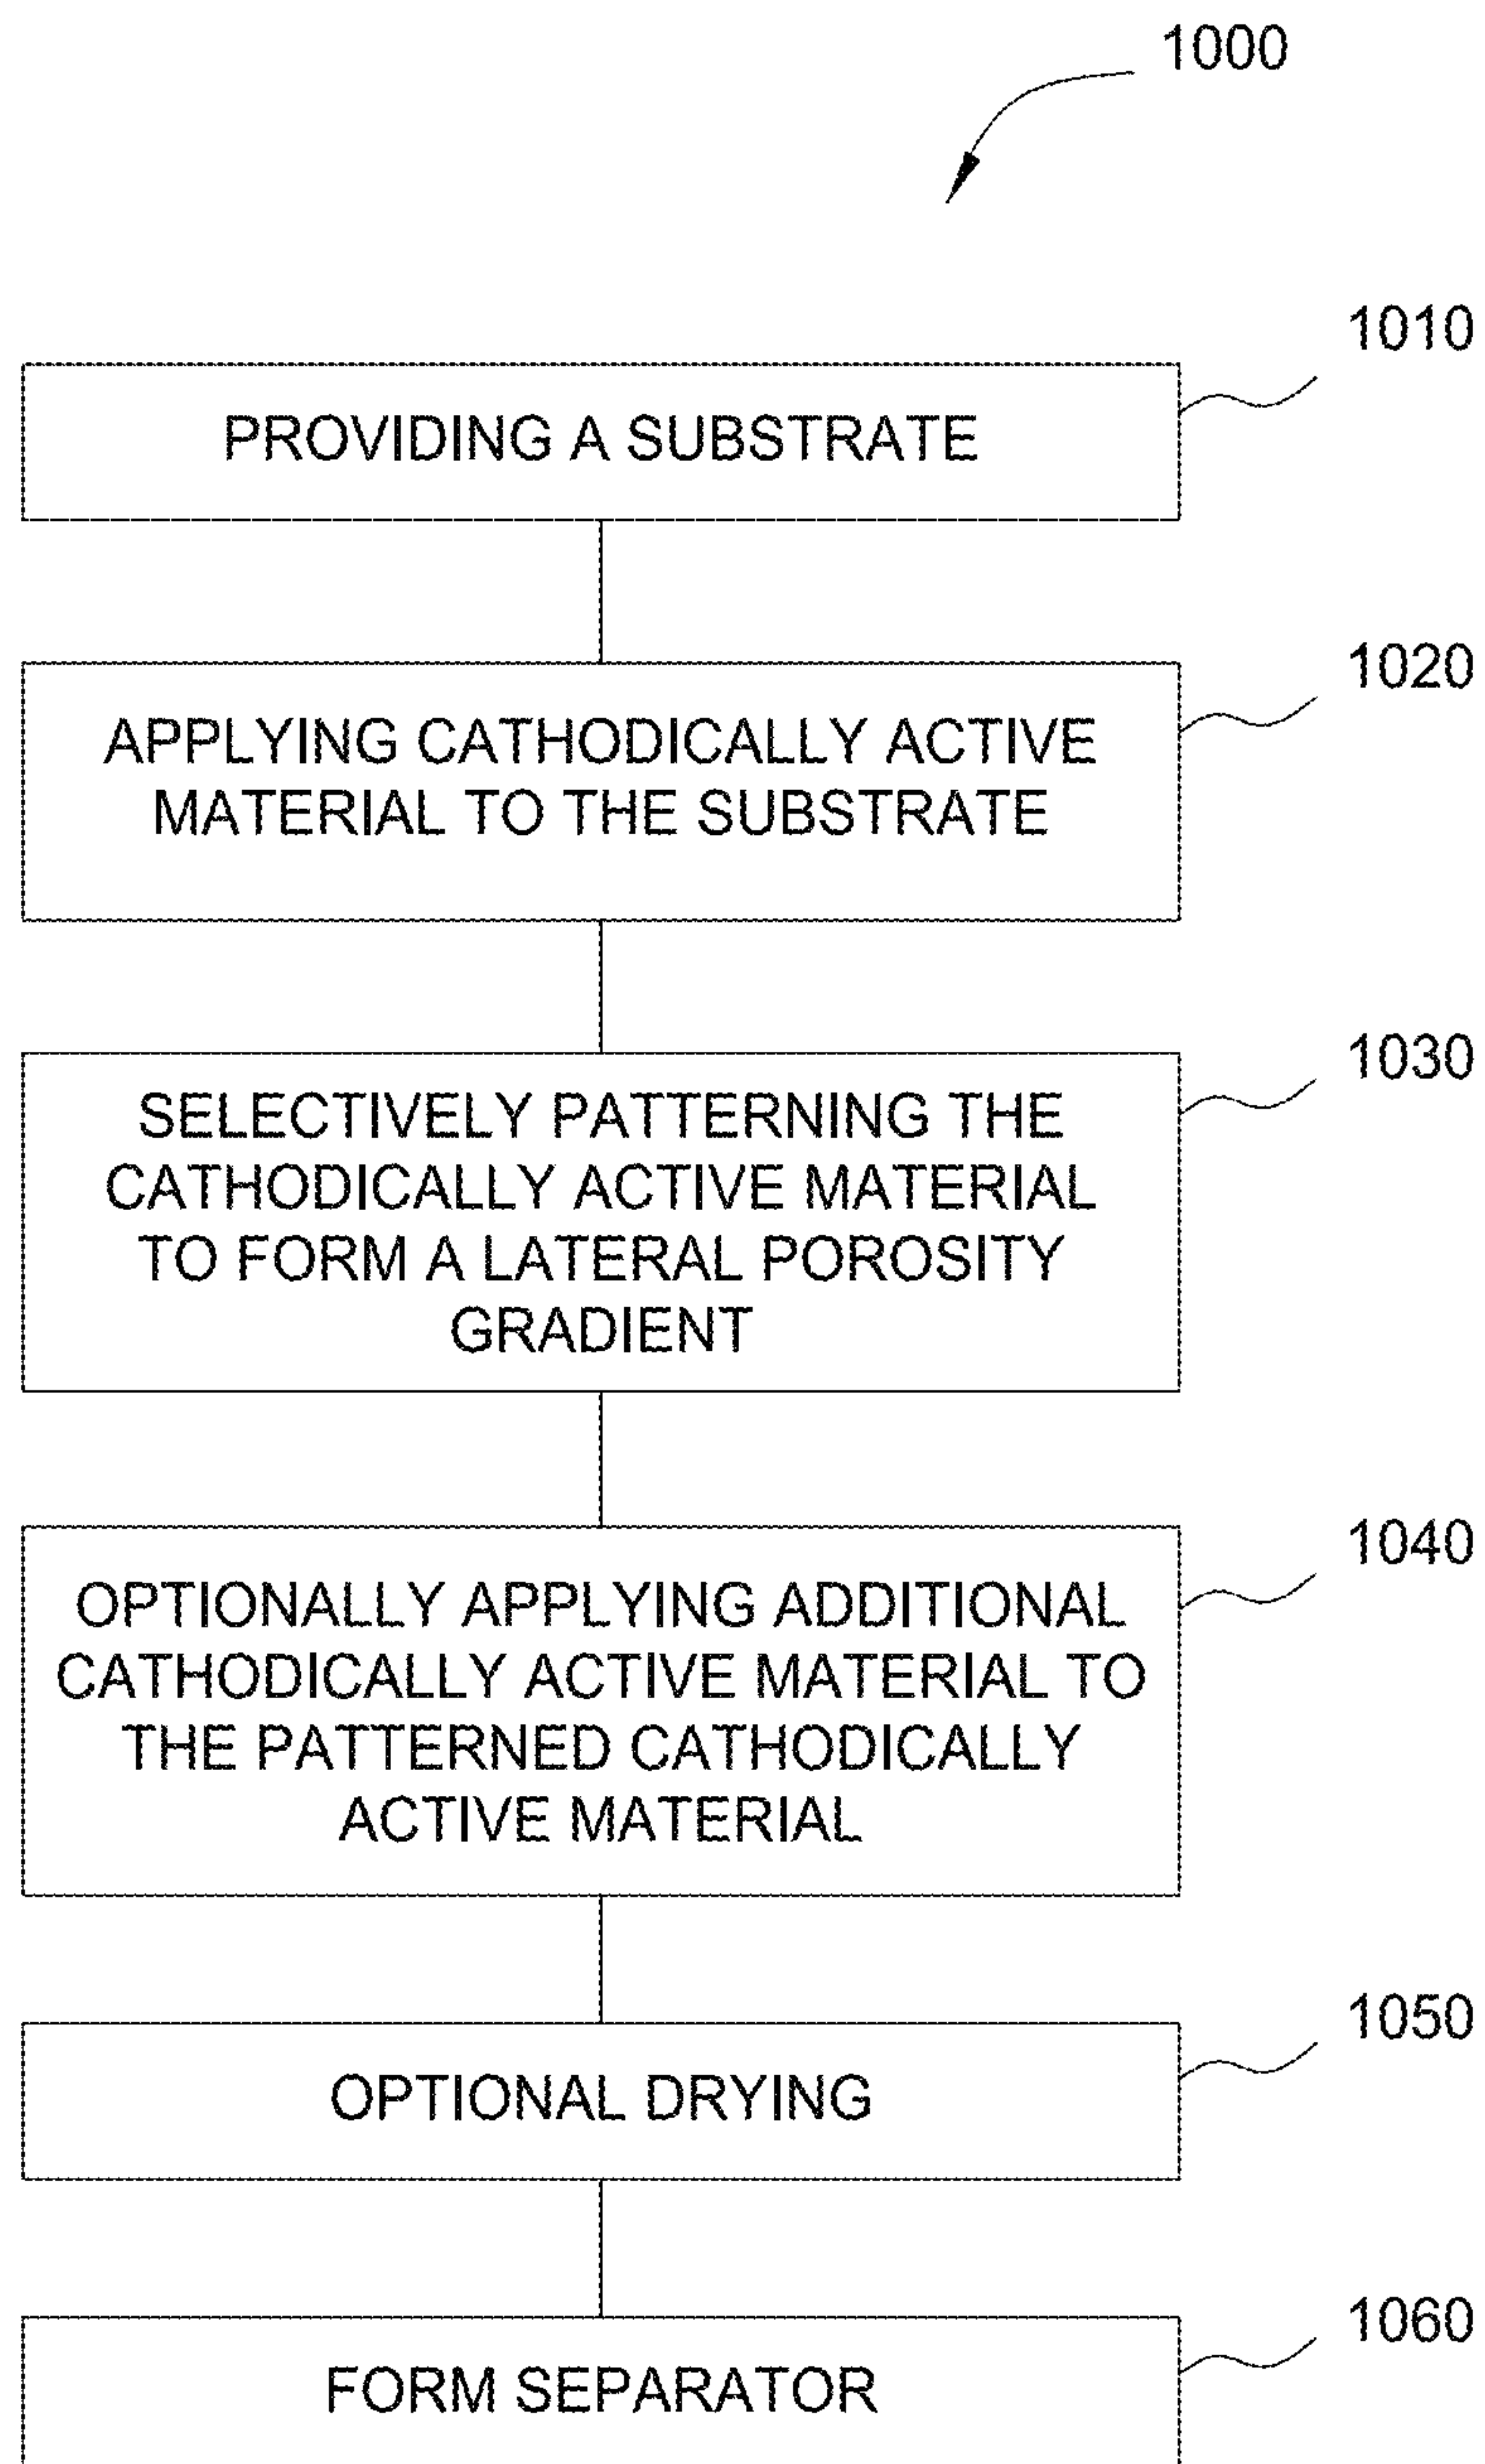 1000
1010
PROVIDING A SUBSTRATE
1020
APPLYING CATHODICALLY ACTIVE
MATERIAL TO THE SUBSTRATE
1030
SELECTIVELY PATTERNING THE
CATHODICALLY ACTIVE MATERIAL
TO FORM A LATERAL POROSITY
GRADIENT
1040
OPTIONALLY APPLYING ADDITIONAL
CATHODICALLY ACTIVE MATERIAL TO
THE PATTERNED CATHODICALLY
ACTIVE MATERIAL
1050
OPTIONAL DRYING
1060
FORM SEPARATOR